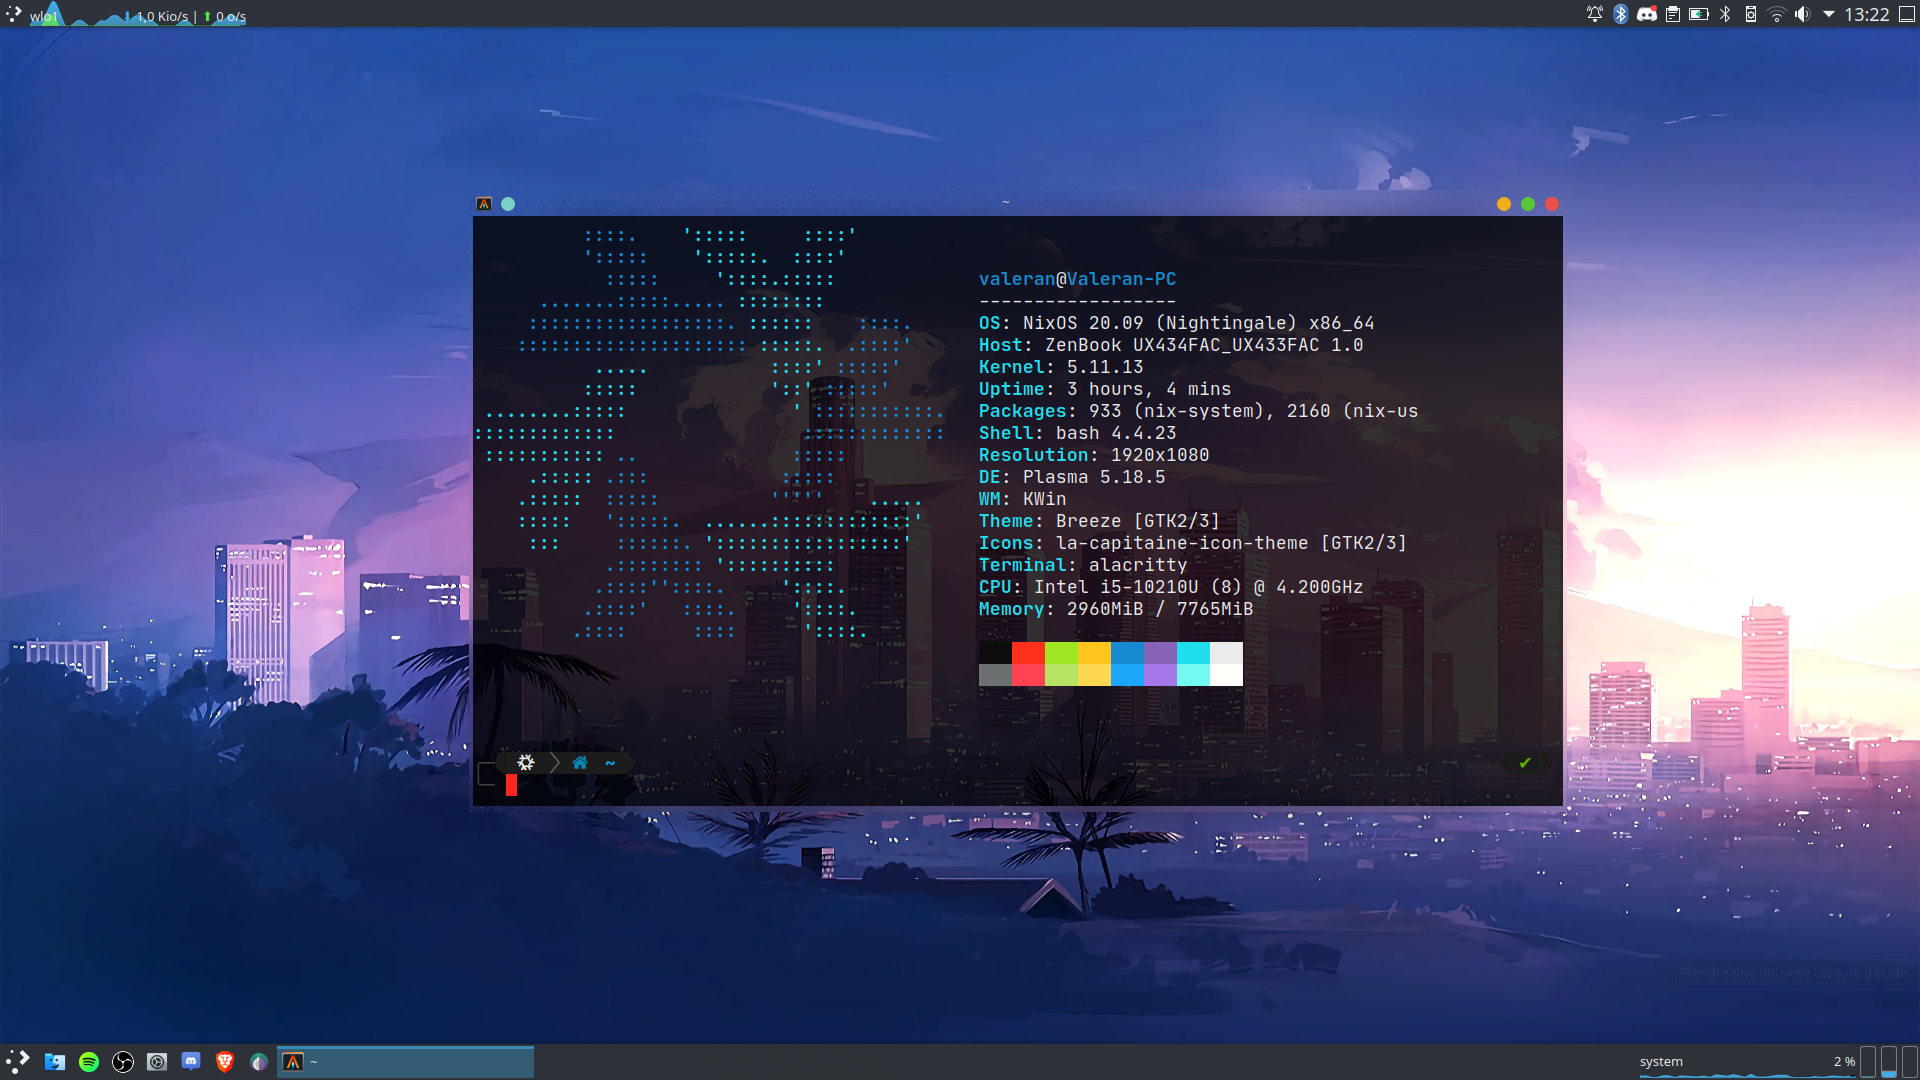 wlo1 1,0 Kio/s | 0 o/s
13:22
~
valeran@Valeran-PC
------------------
OS: NixOS 20.09 (Nightingale) x86_64
Host: ZenBook UX434FAC_UX433FAC 1.0
Kernel: 5.11.13
Uptime: 3 hours, 4 mins
Packages: 933 (nix-system), 2160 (nix-us
Shell: bash 4.4.23
Resolution: 1920x1080
DE: Plasma 5.18.5
WM: KWin
Theme: Breeze [GTK2/3]
Icons: la-capitaine-icon-theme [GTK2/3]
Terminal: alacritty
CPU: Intel i5-10210U (8) @ 4.200GHz
Memory: 2960MiB / 7765MiB
~
Prendre une nouvelle capture d'écran
~
system 2 %